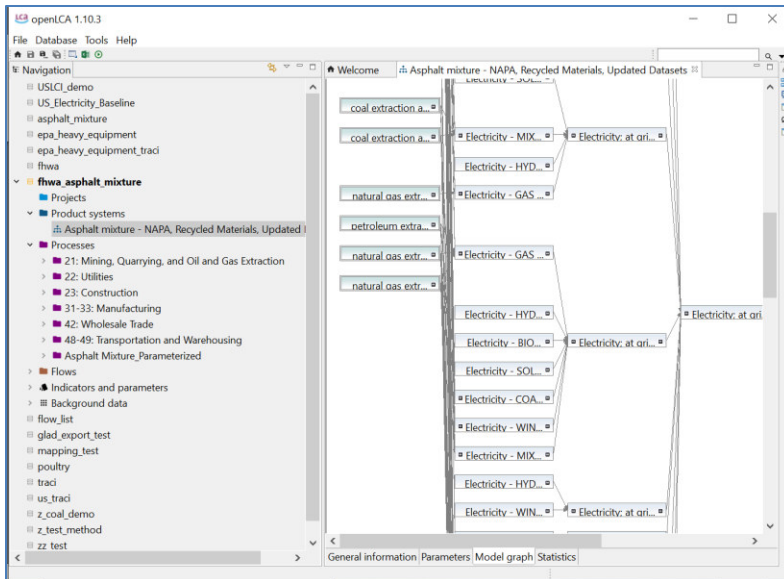 openLCA 1.10.3
File Database Tools Help
Navigation
USLCI_demo
US_Electricity_Baseline
asphalt_mixture
epa_heavy_equipment
epa_heavy_equipment_traci
fhwa
fhwa_asphalt_mixture
Projects
Product systems
Asphalt mixture - NAPA, Recycled Materials, Updated
Processes
21: Mining, Quarrying, and Oil and Gas Extraction
22: Utilities
23: Construction
31-33: Manufacturing
42: Wholesale Trade
48-49: Transportation and Warehousing
Asphalt Mixture_Parameterized
Flows
Indicators and parameters
Background data
flow_list
glad_export_test
mapping_test
poultry
traci
us_traci
z_coal_demo
z_test_method
zz_test
Welcome
Asphalt mixture - NAPA, Recycled Materials, Updated Datasets
Electricity - SOL...
coal extraction a...
coal extraction a...
Electricity - MIX...
Electricity; at gri...
Electricity - HYD...
natural gas extr...
Electricity - GAS ...
petroleum extra...
natural gas extr...
Electricity - GAS ...
natural gas extr...
Electricity - HYD...
Electricity; at gri
Electricity - BIO...
Electricity; at gri...
Electricity - SOL...
Electricity - COA...
Electricity - WIN...
Electricity - MIX...
Electricity - HYD...
Electricity - WIN...
Electricity; at gri...
General information Parameters Model graph Statistics